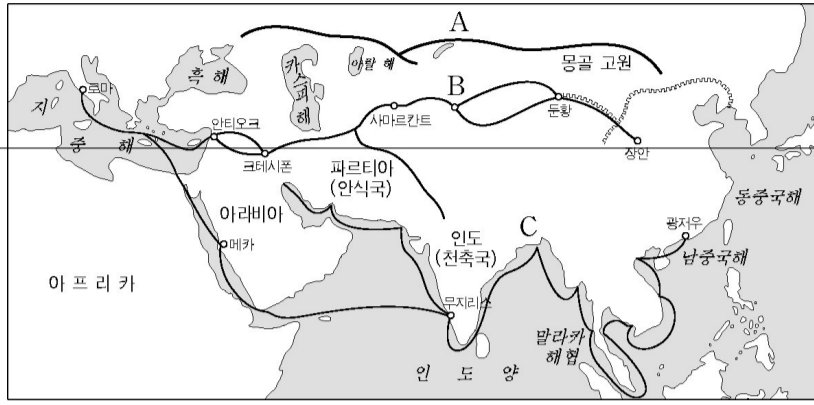 A
흑 해
카스피해
아랄 해
몽골 고원
로마
B
지 중 해
안티오크
사마르칸트
둔황
장안
크테시폰
파르티아
(안식국)
동중국해
아라비아
C
광저우
메카
인도
(천축국)
남중국해
아 프 리 카
무지리스
말라카
해협
인 도 양